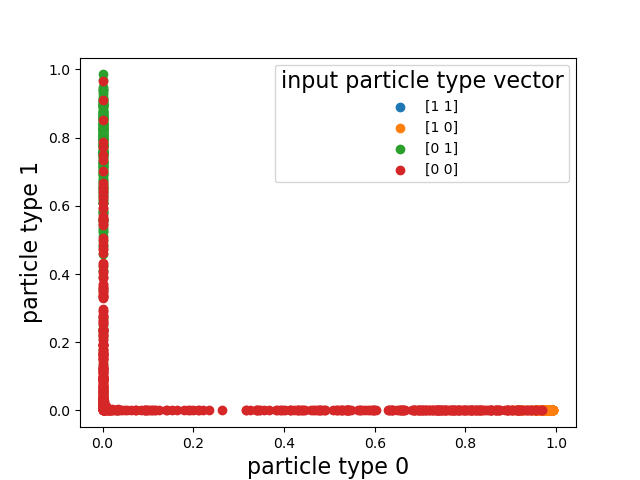 input particle type vector
[1 1]
[1 0]
[0 1]
[0 0]
1.0
0.8
0.6
0.4
0.2
0.0
particle type 1
0.0 0.2 0.4 0.6 0.8 1.0
particle type 0